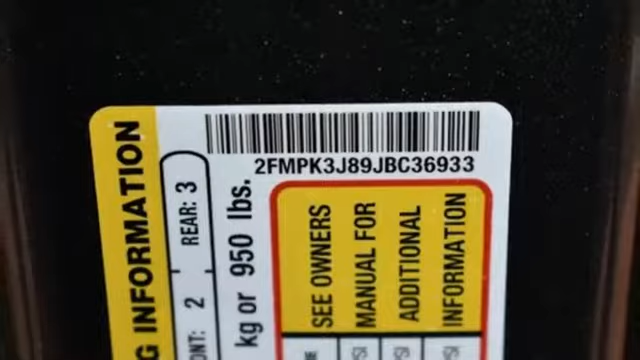 2FMPK3J89JBC36933
G INFORMATION
REAR: 3
ONT: 2
kg or 950 lbs.
SEE OWNERS
MANUAL FOR
ADDITIONAL
INFORMATION